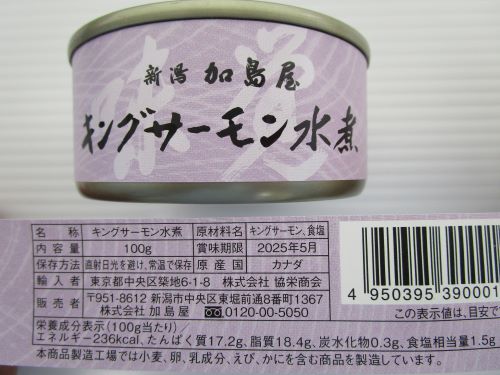 味覚
新潟 加島屋
キングサーモン水煮
名 称 キングサーモン水煮 原材料名 キングサーモン、食塩
内容量 100g 賞味期限 2025年5月
保存方法 直射日光を避け、常温で保存 原産国 カナダ
輸入者 東京都中央区築地6-1-8 株式会社 協栄商会
販売者 〒951-8612 新潟市中央区東堀前通8番町1367
株式会社 加島屋 0120-00-5050
栄養成分表示(100g当たり)/
エネルギー236kcal、たんぱく質17.2g、脂質18.4g、炭水化物0.3g、食塩相当量1.5g
本商品製造工場では小麦、卵、乳成分、えび、かにを含む商品を製造しています。
4 950395 390001
この表示は、目安で